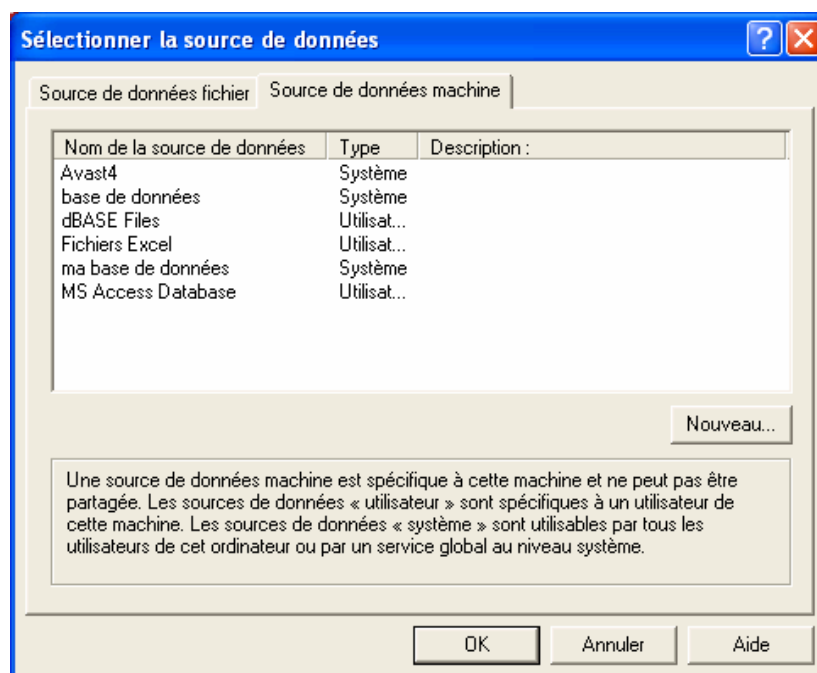 Sélectionner la source de données
Source de données fichier Source de données machine
Nom de la source de données Type Description :
Avast4 Système
base de données Système
dBASE Files Utilisat...
Fichiers Excel Utilisat...
ma base de données Système
MS Access Database Utilisat...
Nouveau...
Une source de données machine est spécifique à cette machine et ne peut pas être
partagée. Les sources de données « utilisateur » sont spécifiques à un utilisateur de
cette machine. Les sources de données « système » sont utilisables par tous les
utilisateurs de cet ordinateur ou par un service global au niveau système.
OK Annuler Aide